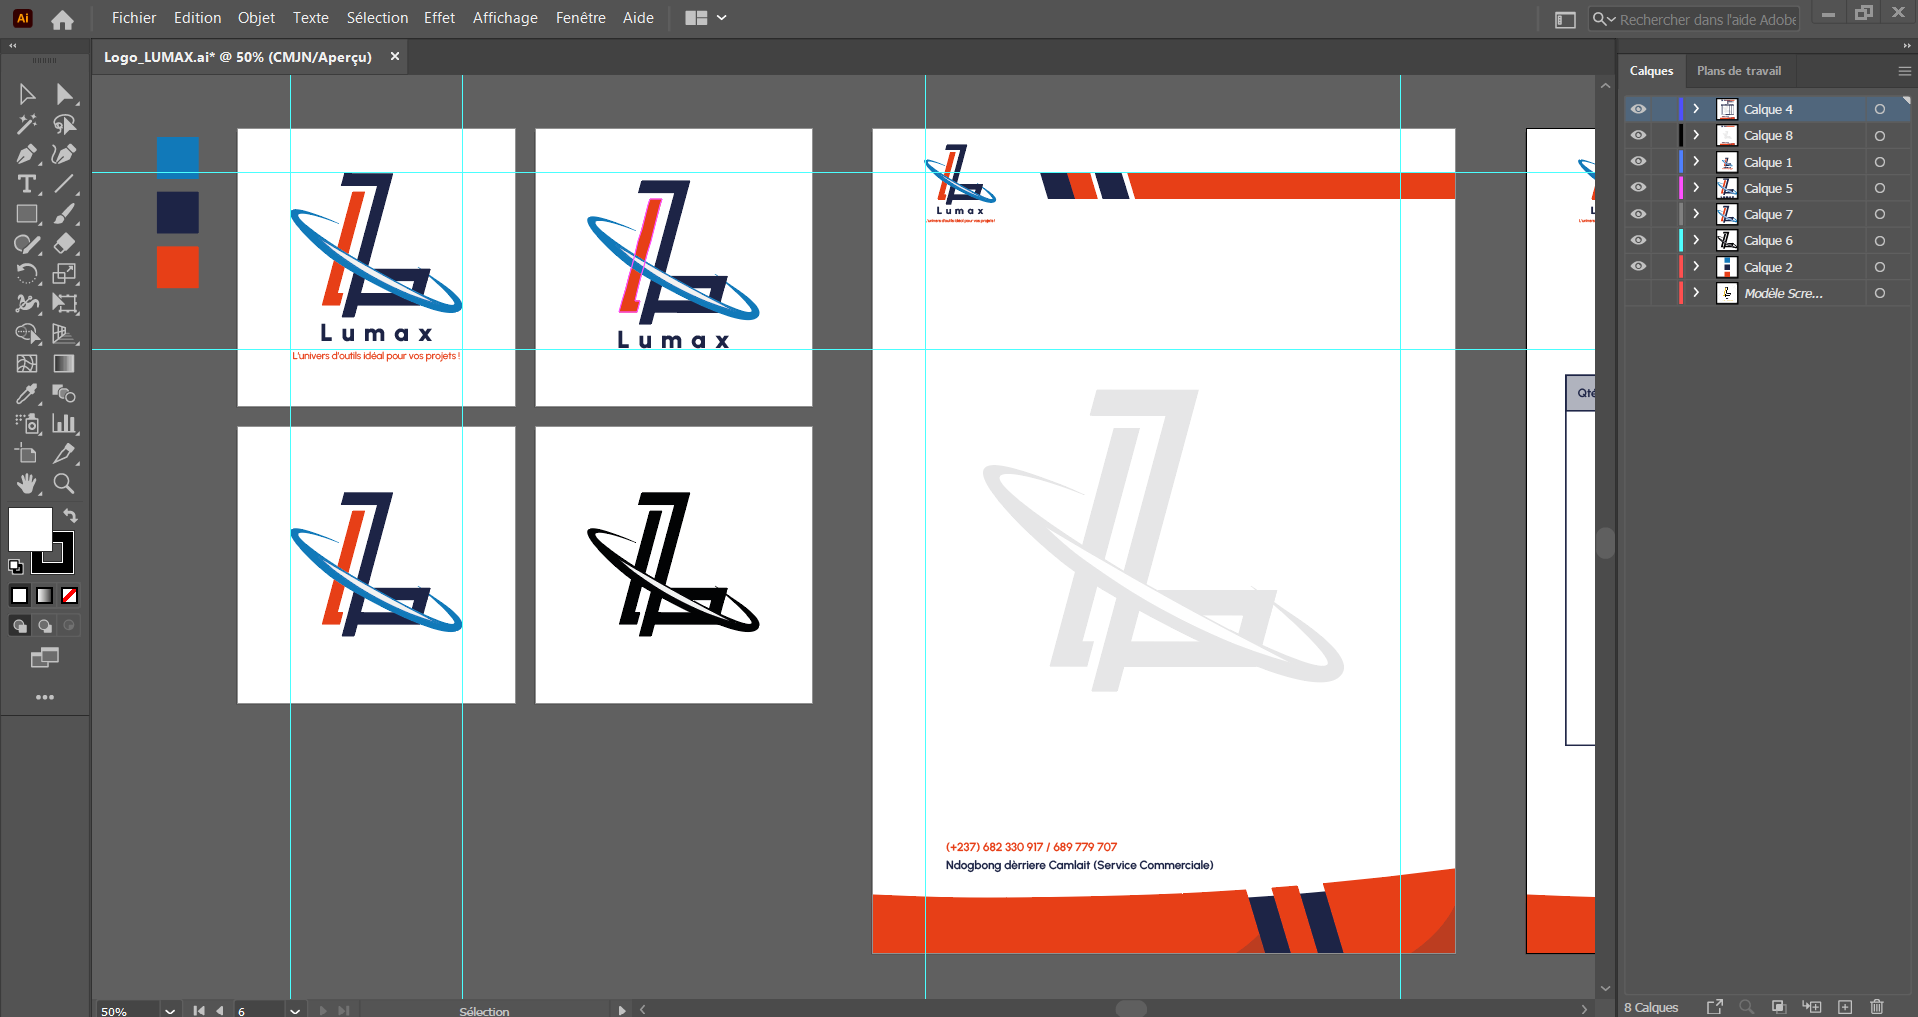 Ai
Fichier Edition Objet Texte Sélection Effet Affichage Fenêtre Aide
Rechercher dans l'aide Adobe
Logo_LUMAX.ai* @ 50% (CMJN/Aperçu)
Calques Plans de travail
Calque 4
Calque 8
Calque 1
Calque 5
Calque 7
Calque 6
Calque 2
Modèle Scre...
Lumax
L'univers d'outils idéal pour vos projets !
Lumax
Lumax
L'univers d'outils idéal pour vos projets !
Qté
(+237) 682 330 917 / 689 779 707
Ndogbong dèrriere Camlait (Service Commerciale)
50%
6
Sélection
8 Calques